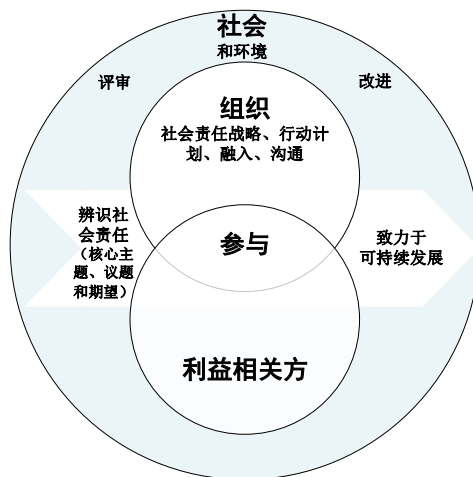 社会
和环境
评审
改进
组织
社会责任战略、行动计
划、融入、沟通
辨识社
会责任
（核心主
题、议题
和期望）
参与
致力于
可持续发展
利益相关方